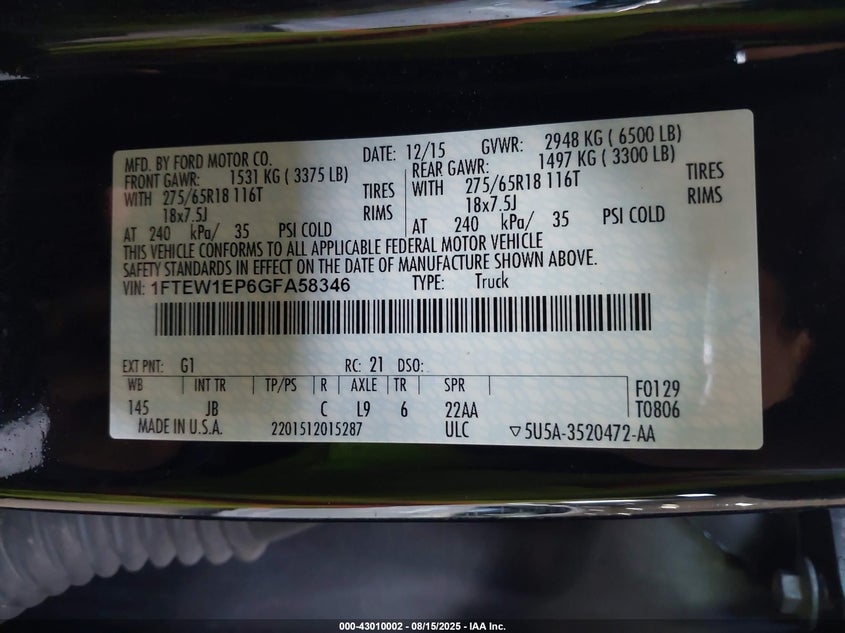 MFD. BY FORD MOTOR CO. DATE: 12/15 GVWR: 2948 KG ( 6500 LB)
FRONT GAWR: 1531 KG ( 3375 LB) REAR GAWR: 1497 KG ( 3300 LB)
WITH 275/65R18 116T TIRES WITH 275/65R18 116T TIRES
18x7.5J RIMS 18x7.5J RIMS
AT 240 kPa/ 35 PSI COLD AT 240 kPa/ 35 PSI COLD
THIS VEHICLE CONFORMS TO ALL APPLICABLE FEDERAL MOTOR VEHICLE
SAFETY STANDARDS IN EFFECT ON THE DATE OF MANUFACTURE SHOWN ABOVE.
VIN: 1FTEW1EP6GFA58346 TYPE: Truck
EXT PNT: G1 RC: 21 DSO:
WB INT TR TP/PS R AXLE TR SPR F0129
145 JB C L9 6 22AA T0806
MADE IN U.S.A. 2201512015287 ULC ▽5U5A-3520472-AA
000-43010002 - 08/15/2025 - IAA Inc.